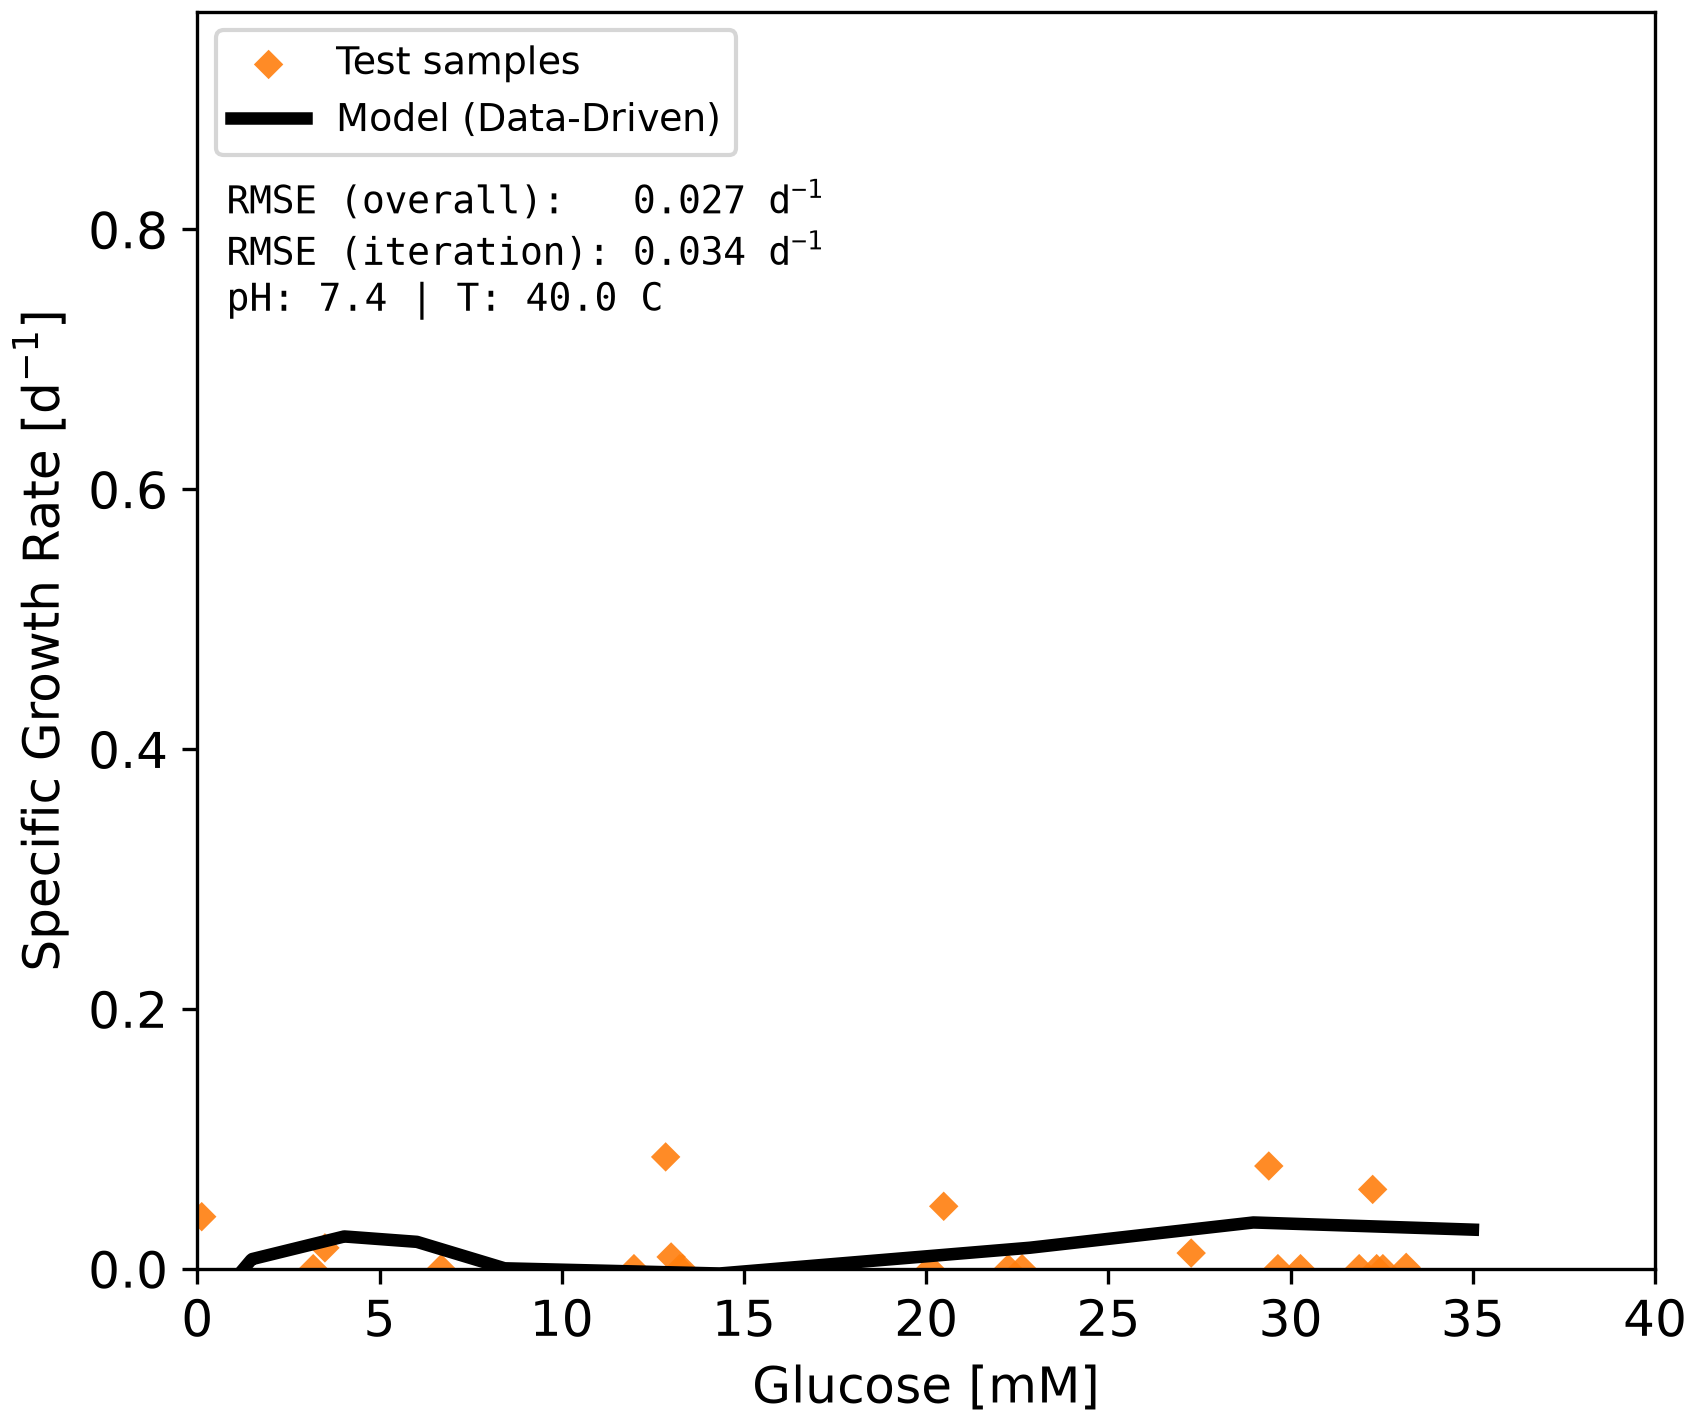 Test samples
Model (Data-Driven)
RMSE (overall):   0.027 d⁻¹
RMSE (iteration): 0.034 d⁻¹
pH: 7.4 | T: 40.0 C
Specific Growth Rate [d⁻¹]
0.8
0.6
0.4
0.2
0.0
0 5 10 15 20 25 30 35 40
Glucose [mM]